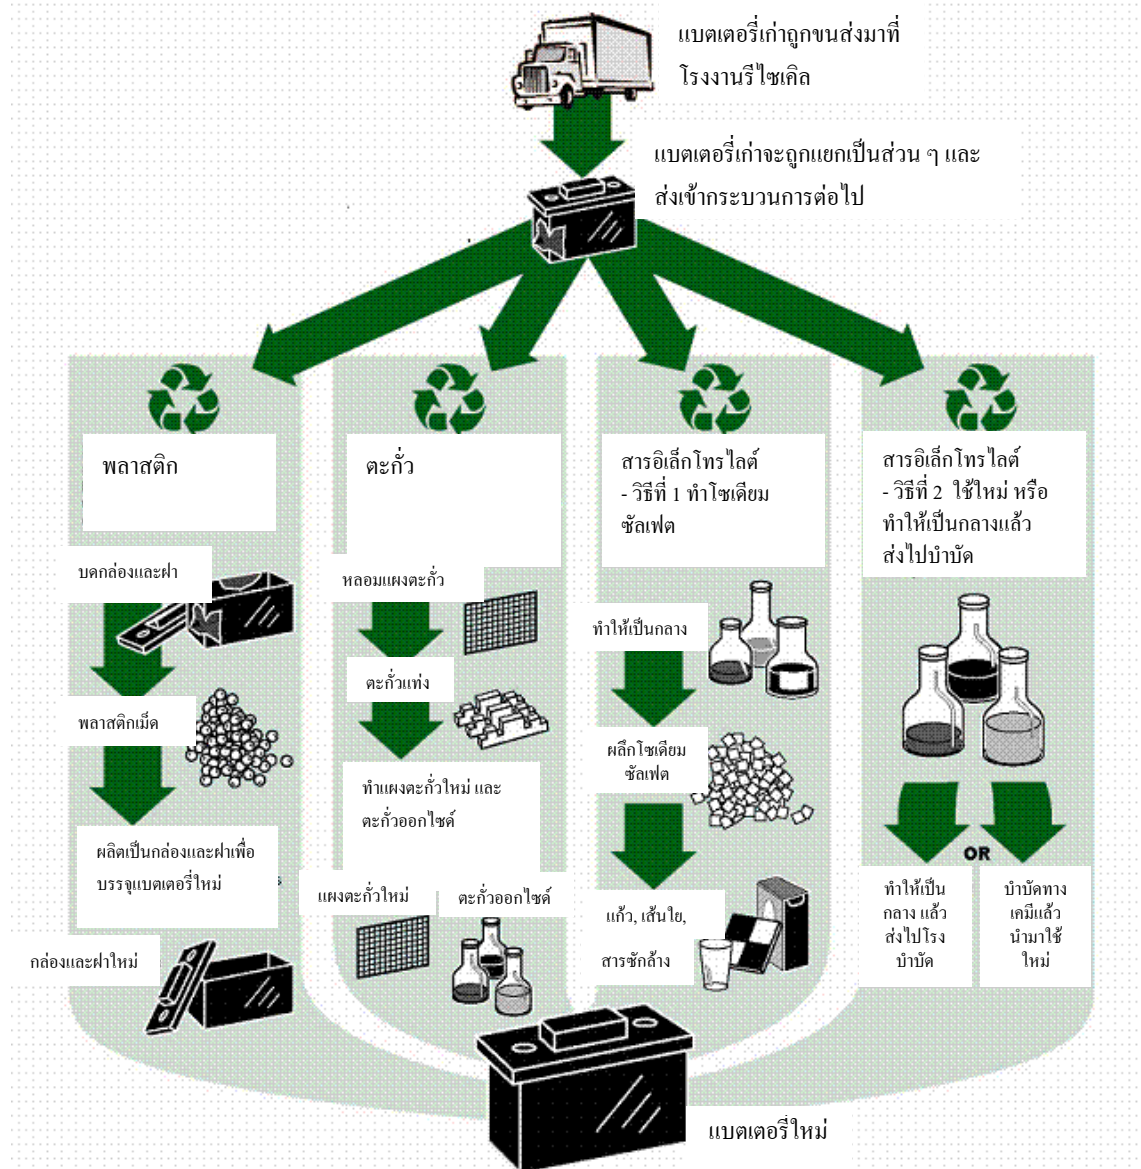 แบตเตอรี่เก่าถูกขนส่งมาที่
โรงงานรีไซเคิล
แบตเตอรี่เก่าจะถูกแยกเป็นส่วน ๆ และ
ส่งเข้ากระบวนการต่อไป
พลาสติก
บดกล่องและฝา
พลาสติกเม็ด
ผลิตเป็นกล่องและฝาเพื่อ
บรรจุแบตเตอรี่ใหม่
กล่องและฝาใหม่
ตะกั่ว
หลอมแผงตะกั่ว
ตะกั่วแท่ง
ทำแผงตะกั่วใหม่ และ
ตะกั่วออกไซด์
แผงตะกั่วใหม่
ตะกั่วออกไซด์
สารอิเล็กโทรไลต์
- วิธีที่ 1 ทำโซเดียม
ซัลเฟต
ทำให้เป็นกลาง
ผลึกโซเดียม
ซัลเฟต
แก้ว, เส้นใย,
สารซักล้าง
สารอิเล็กโทรไลต์
- วิธีที่ 2 ใช้ใหม่ หรือ
ทำให้เป็นกลางแล้ว
ส่งไปบำบัด
OR
ทำให้เป็น
กลาง แล้ว
ส่งไปโรง
บำบัด
บำบัดทาง
เคมีแล้ว
นำมาใช้
ใหม่
แบตเตอรี่ใหม่